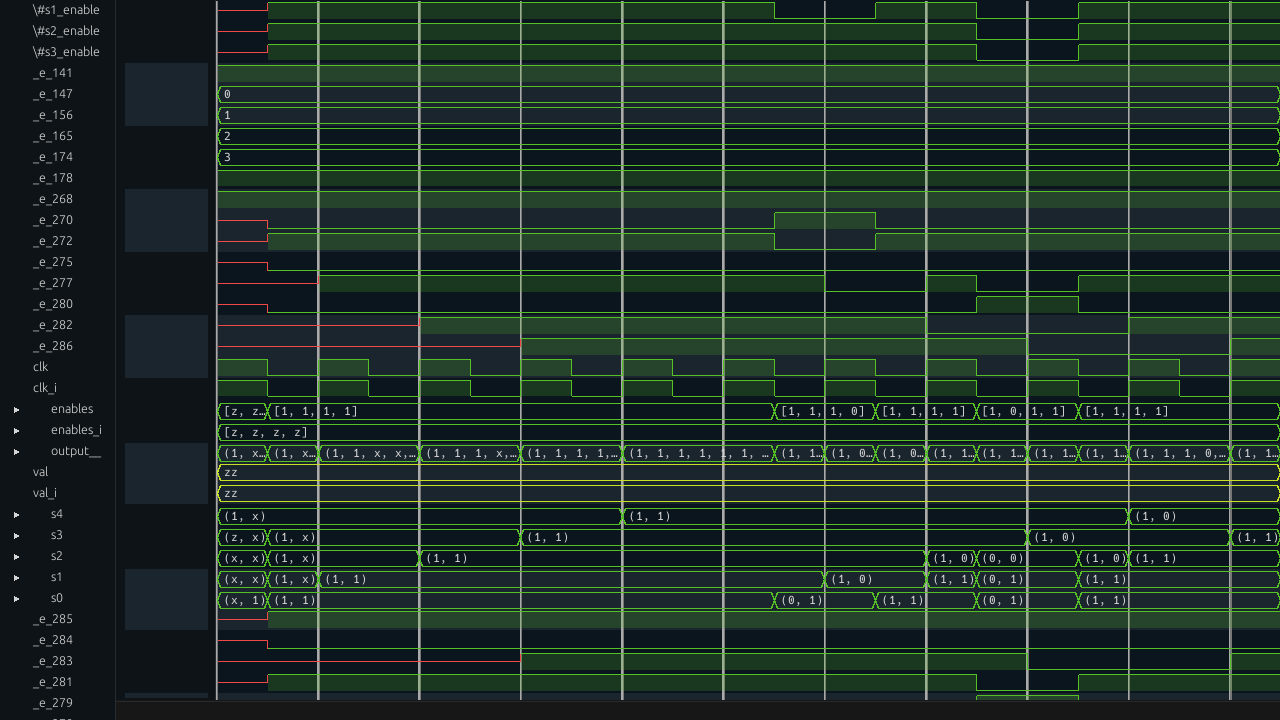 \#s1_enable
\#s2_enable
\#s3_enable
_e_141
_e_147 0
_e_156 1
_e_165 2
_e_174 3
_e_178
_e_268
_e_270
_e_272
_e_275
_e_277
_e_280
_e_282
_e_286
clk
clk_i
enables [z, z… [1, 1, 1, 1] [1, 1, 1, 0] [1, 1, 1, 1] [1, 0, 1, 1] [1, 1, 1, 1]
enables_i [z, z, z, z]
output__ (1, x… (1, x… (1, 1, x, x,… (1, 1, 1, x,… (1, 1, 1, 1,… (1, 1, 1, 1, 1, 1, … (1, 1… (1, 0… (1, 0… (1, 1… (1, 1… (1, 1… (1, 1… (1, 1, 1, 0,… (1, 1…
val zz
val_i zz
s4 (1, x) (1, 1) (1, 0)
s3 (z, x) (1, x) (1, 1) (1, 0) (1, 1)
s2 (x, x) (1, x) (1, 1) (1, 0) (0, 0) (1, 0) (1, 1)
s1 (x, x) (1, x) (1, 1) (1, 0) (1, 1) (0, 1) (1, 1)
s0 (x, 1) (1, 1) (0, 1) (1, 1) (0, 1) (1, 1)
_e_285
_e_284
_e_283
_e_281
_e_279